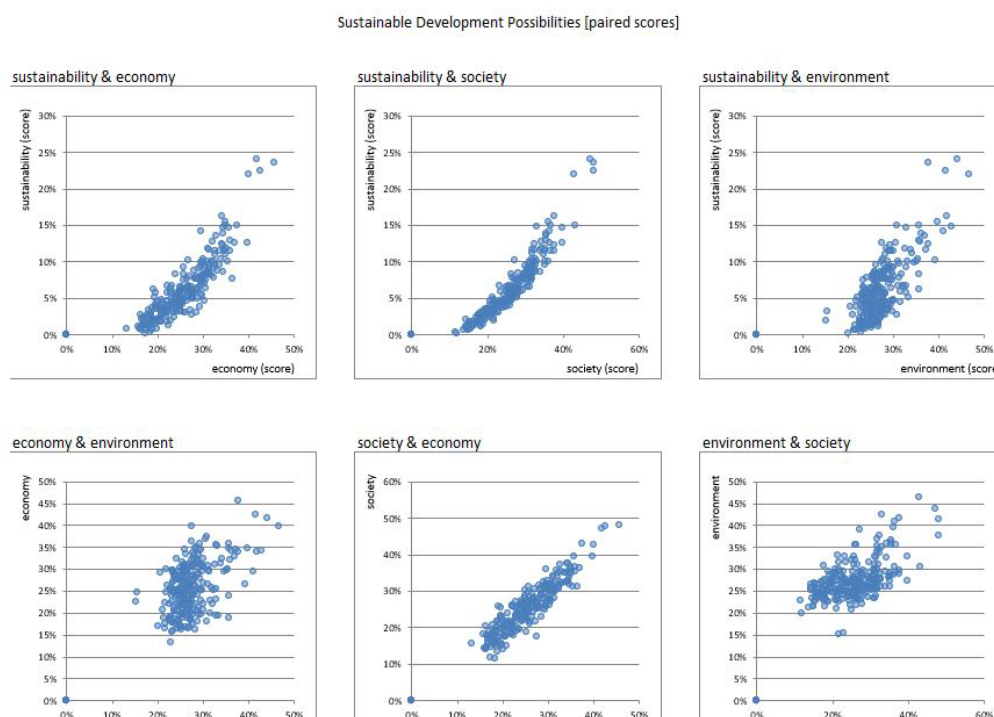 Sustainable Development Possibilities [paired scores]
sustainability & economy
sustainability (score)
30%
25%
20%
15%
10%
5%
0%
0% 10% 20% 30% 40% 50%
economy (score)
sustainability & society
sustainability (score)
30%
25%
20%
15%
10%
5%
0%
0% 20% 40% 60%
society (score)
sustainability & environment
sustainability (score)
30%
25%
20%
15%
10%
5%
0%
0% 10% 20% 30% 40% 50%
environment (score
economy & environment
economy
50%
45%
40%
35%
30%
25%
20%
15%
10%
5%
0%
0% 10% 20% 30% 40% 50%
society & economy
society
60%
50%
40%
30%
20%
10%
0%
0% 10% 20% 30% 40% 50%
environment & society
environment
50%
45%
40%
35%
30%
25%
20%
15%
10%
5%
0%
0% 20% 40% 60%